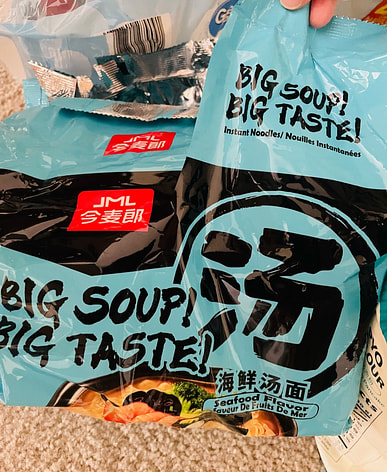 BIG SOUP!
BIG TASTE!
Instant Noodles/ Nouilles Instantanées
JML
今麦郎
JML
今麦郎
汤
BIG SOUP!
BIG TASTE!
海鲜汤面
Seafood Flavor
Saveur De Fruits De Mer